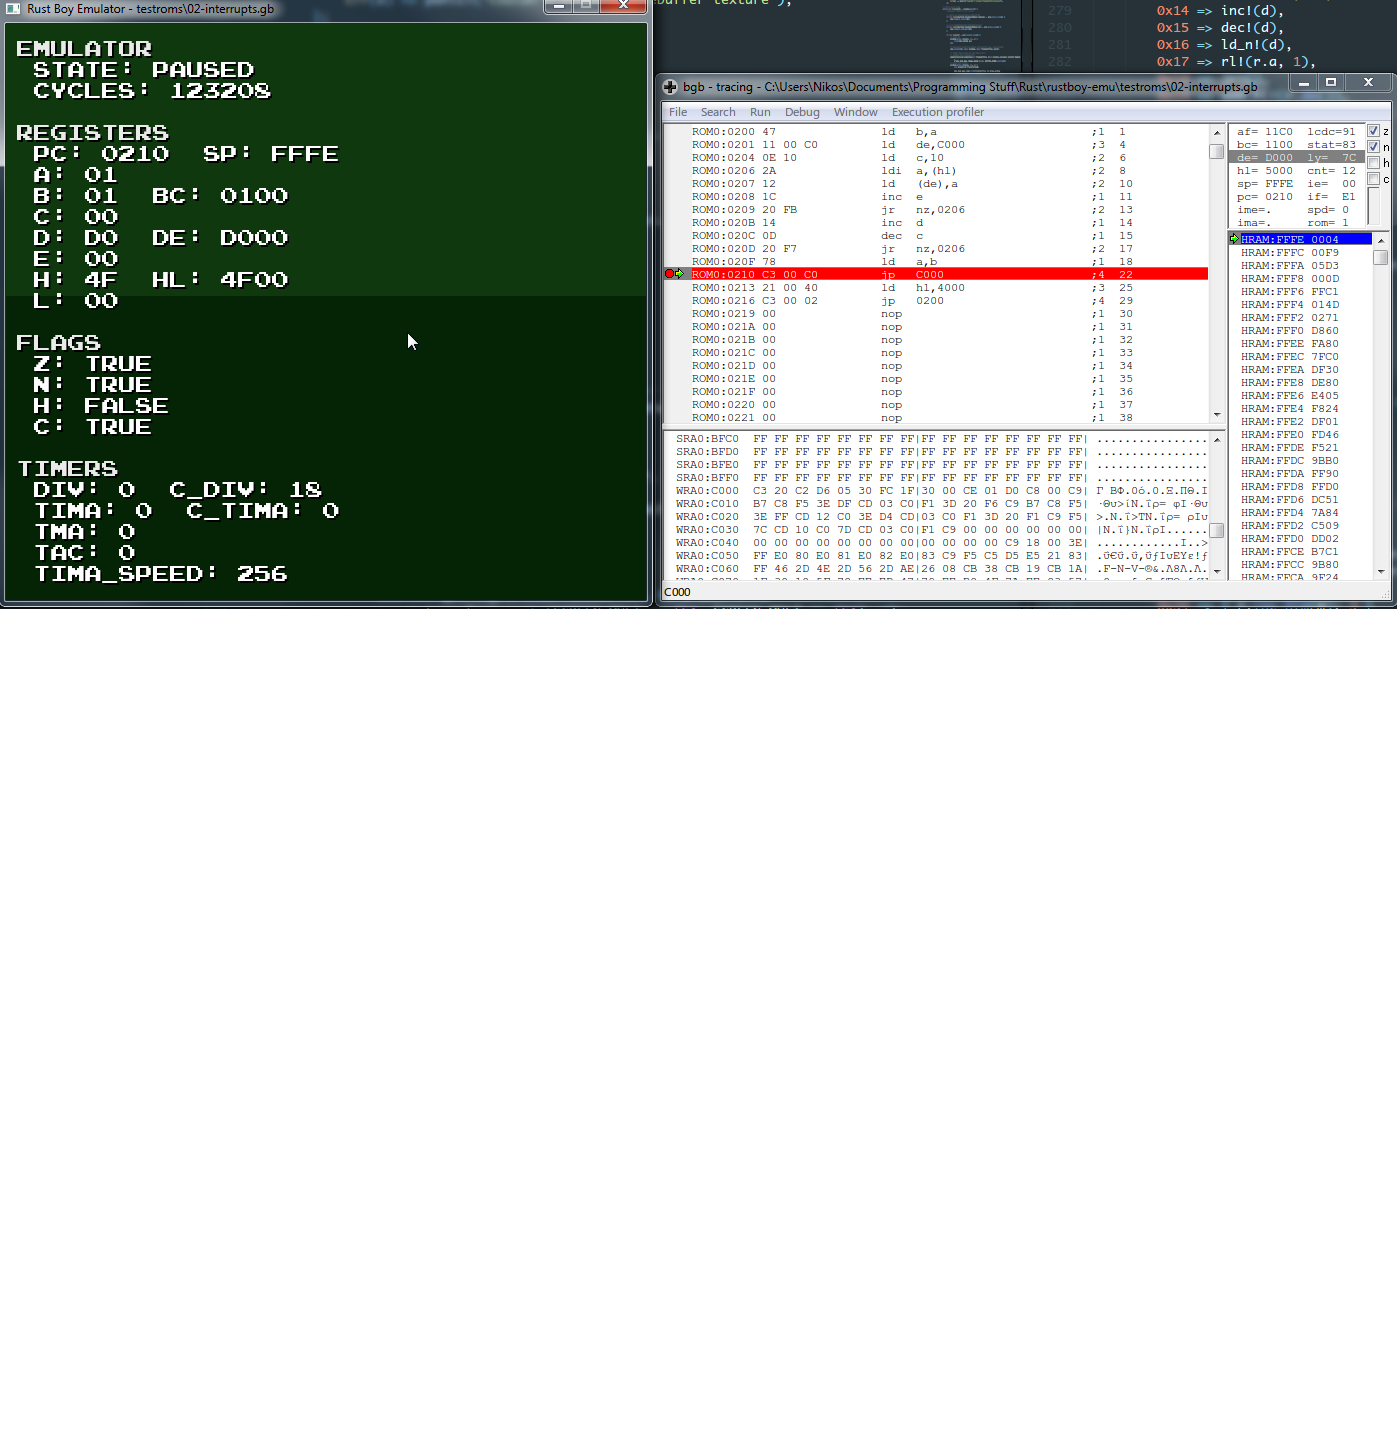 Rust Boy Emulator - testroms\02-interrupts.gb
EMULATOR
STATE: PAUSED
CYCLES: 123208
REGISTERS
PC: 0210 SP: FFFE
A: 01
B: 01 BC: 0100
C: 00
D: D0 DE: D000
E: 00
H: 4F HL: 4F00
L: 00
FLAGS
Z: TRUE
N: TRUE
H: FALSE
C: TRUE
TIMERS
DIV: 0 C_DIV: 18
TIMA: 0 C_TIMA: 0
TMA: 0
TAC: 0
TIMA_SPEED: 256
279 0x14 => inc!(d),
280 0x15 => dec!(d),
281 0x16 => ld_n!(d),
282 0x17 => rl!(r.a, 1),
bgb - tracing - C:\Users\Nikos\Documents\Programming Stuff\Rust\rustboy-emu\testroms\02-interrupts.gb
File Search Run Debug Window Execution profiler
ROM0:0200 47 ld b,a ;1 1
ROM0:0201 11 00 C0 ld de,C000 ;3 4
ROM0:0204 0E 10 ld c,10 ;2 6
ROM0:0206 2A ldi a,(hl) ;2 8
ROM0:0207 12 ld (de),a ;2 10
ROM0:0208 1C inc e ;1 11
ROM0:0209 20 FB jr nz,0206 ;2 13
ROM0:020B 14 inc d ;1 14
ROM0:020C 0D dec c ;1 15
ROM0:020D 20 F7 jr nz,0206 ;2 17
ROM0:020F 78 ld a,b ;1 18
ROM0:0210 C3 00 C0 jp C000 ;4 22
ROM0:0213 21 00 40 ld hl,4000 ;3 25
ROM0:0216 C3 00 02 jp 0200 ;4 29
ROM0:0219 00 nop ;1 30
ROM0:021A 00 nop ;1 31
ROM0:021B 00 nop ;1 32
ROM0:021C 00 nop ;1 33
ROM0:021D 00 nop ;1 34
ROM0:021E 00 nop ;1 35
ROM0:021F 00 nop ;1 36
ROM0:0220 00 nop ;1 37
ROM0:0221 00 nop ;1 38
af= 11C0 lcdc=91 z
bc= 1100 stat=83 n
de= D000 ly= 7C h
hl= 5000 cnt= 12 c
sp= FFFE ie= 00
pc= 0210 if= E1
ime=. spd= 0
ima=. rom= 1
HRAM:FFFE 0004
HRAM:FFFC 00F9
HRAM:FFFA 05D3
HRAM:FFF8 000D
HRAM:FFF6 FFC1
HRAM:FFF4 014D
HRAM:FFF2 0271
HRAM:FFF0 D860
HRAM:FFEE FA80
HRAM:FFEC 7FC0
HRAM:FFEA DF30
HRAM:FFE8 DE80
HRAM:FFE6 E405
HRAM:FFE4 F824
HRAM:FFE2 DF01
HRAM:FFE0 FD46
HRAM:FFDE F521
HRAM:FFDC 9BB0
HRAM:FFDA FF90
HRAM:FFD8 FFD0
HRAM:FFD6 DC51
HRAM:FFD4 7A84
HRAM:FFD2 C509
HRAM:FFD0 DD02
HRAM:FFCE B7C1
HRAM:FFCC 9B80
HRAM:FFCA 9F24
SRA0:BFC0 FF FF FF FF FF FF FF FF|FF FF FF FF FF FF FF FF| ................
SRA0:BFD0 FF FF FF FF FF FF FF FF|FF FF FF FF FF FF FF FF| ................
SRA0:BFE0 FF FF FF FF FF FF FF FF|FF FF FF FF FF FF FF FF| ................
SRA0:BFF0 FF FF FF FF FF FF FF FF|FF FF FF FF FF FF FF FF| ................
WRA0:C000 C3 20 C2 D6 05 30 FC 1F|30 00 CE 01 D0 C8 00 C9|
WRA0:C010 B7 C8 F5 3E DF CD 03 C0|F1 3D 20 F6 C9 B7 C8 F5|
WRA0:C020 3E FF CD 12 C0 3E D4 CD|03 C0 F1 3D 20 F1 C9 F5|
WRA0:C030 7C CD 10 C0 7D CD 03 C0|F1 C9 00 00 00 00 00 00|
WRA0:C040 00 00 00 00 00 00 00 00|00 00 00 00 C9 18 00 3E|
WRA0:C050 FF E0 80 E0 81 E0 82 E0|83 C9 F5 C5 D5 E5 21 83|
WRA0:C060 FF 46 2D 4E 2D 56 2D AE|26 08 CB 38 CB 19 CB 1A|
C000